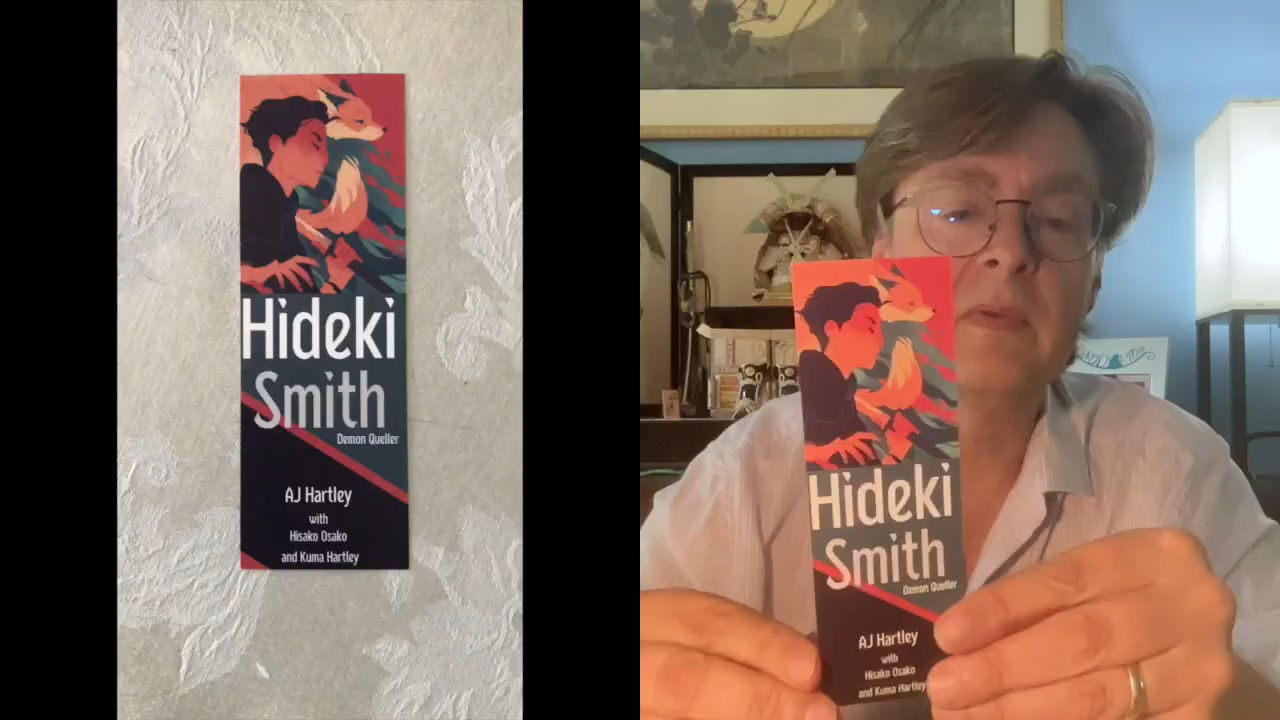 Hideki
Smith
Demon Queller
AJ Hartley
with
Hisako Osako
and Kuma Hartley
Hideki
Smith
Demon Queller
AJ Hartley
with
Hisako Osako
and Kuma Hartley